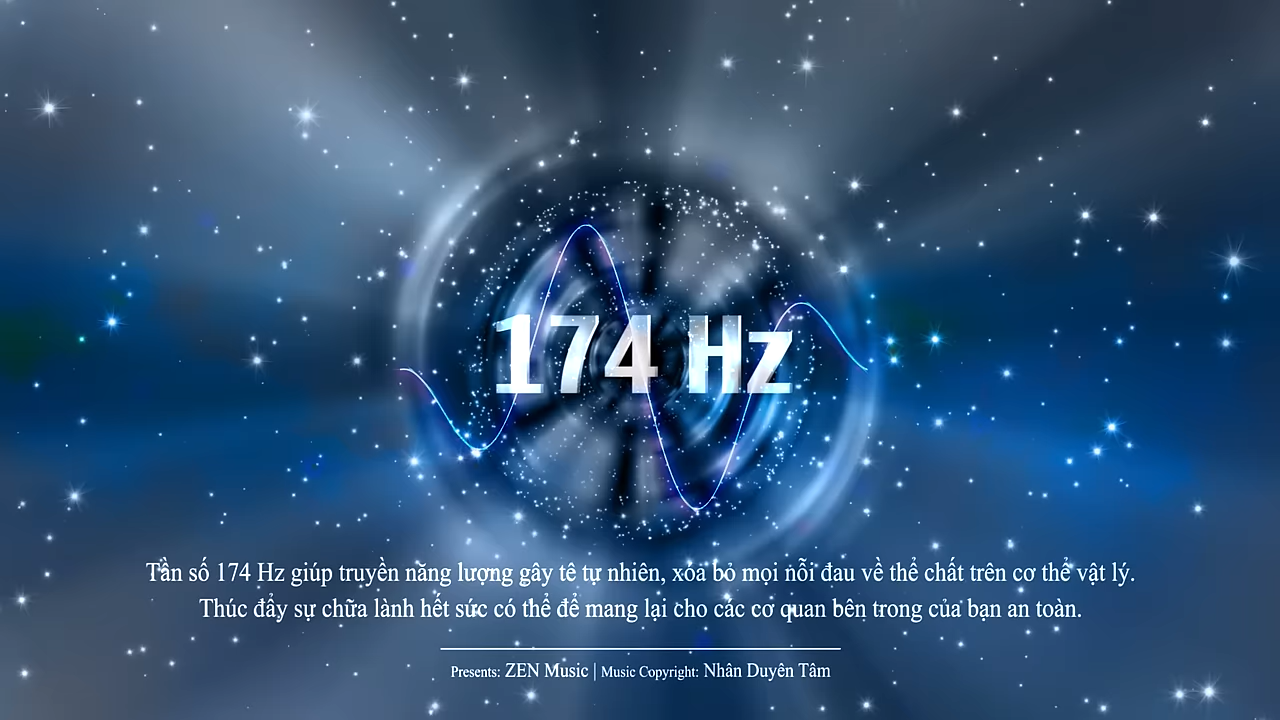 174 Hz
Tần số 174 Hz giúp truyền năng lượng gây tê tự nhiên, xóa bỏ mọi nỗi đau về thể chất trên cơ thể vật lý.
Thúc đẩy sự chữa lành hết sức có thể để mang lại cho các cơ quan bên trong của bạn an toàn.
Presents: ZEN Music | Music Copyright: Nhân Duyên Tâm